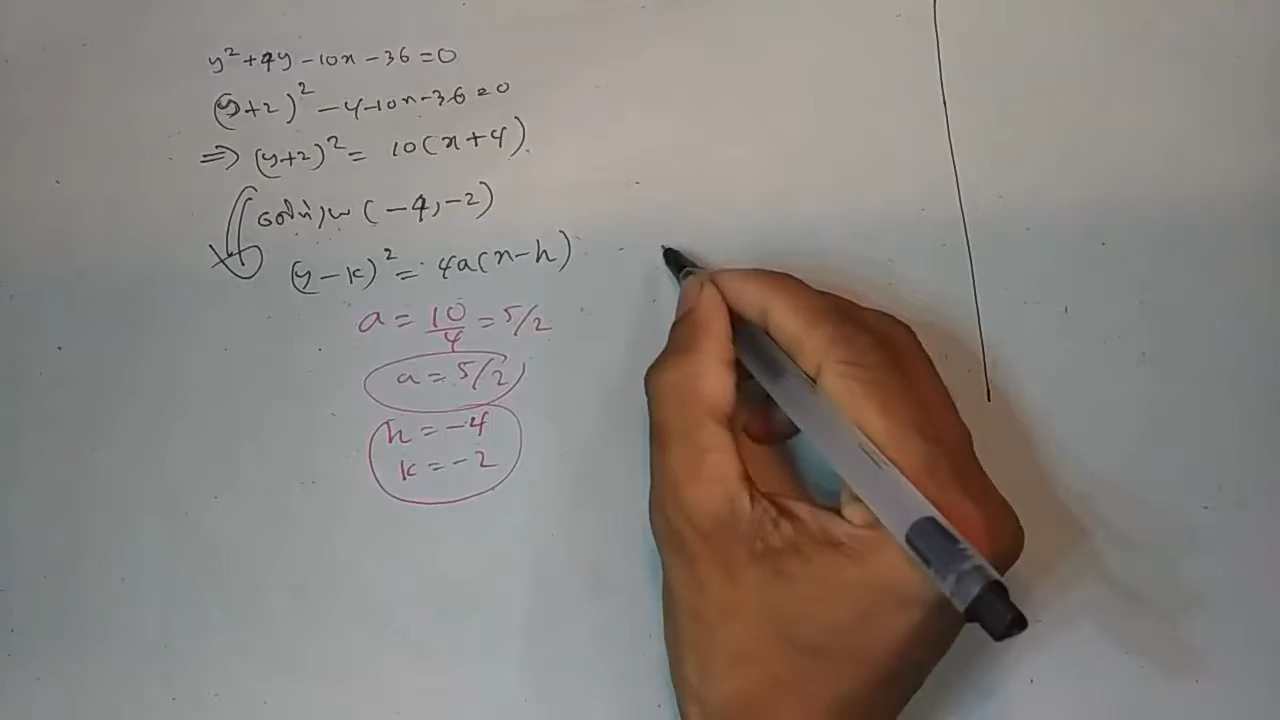 y² + 4y - 10x - 36 = 0
(y+2)² - 4 - 10x - 36 = 0
⇒ (y+2)² = 10(x+4)
(-4, -2)
(y-k)² = 4a(x-h)
a = 10/4 = 5/2
a = 5/2
h = -4
k = -2